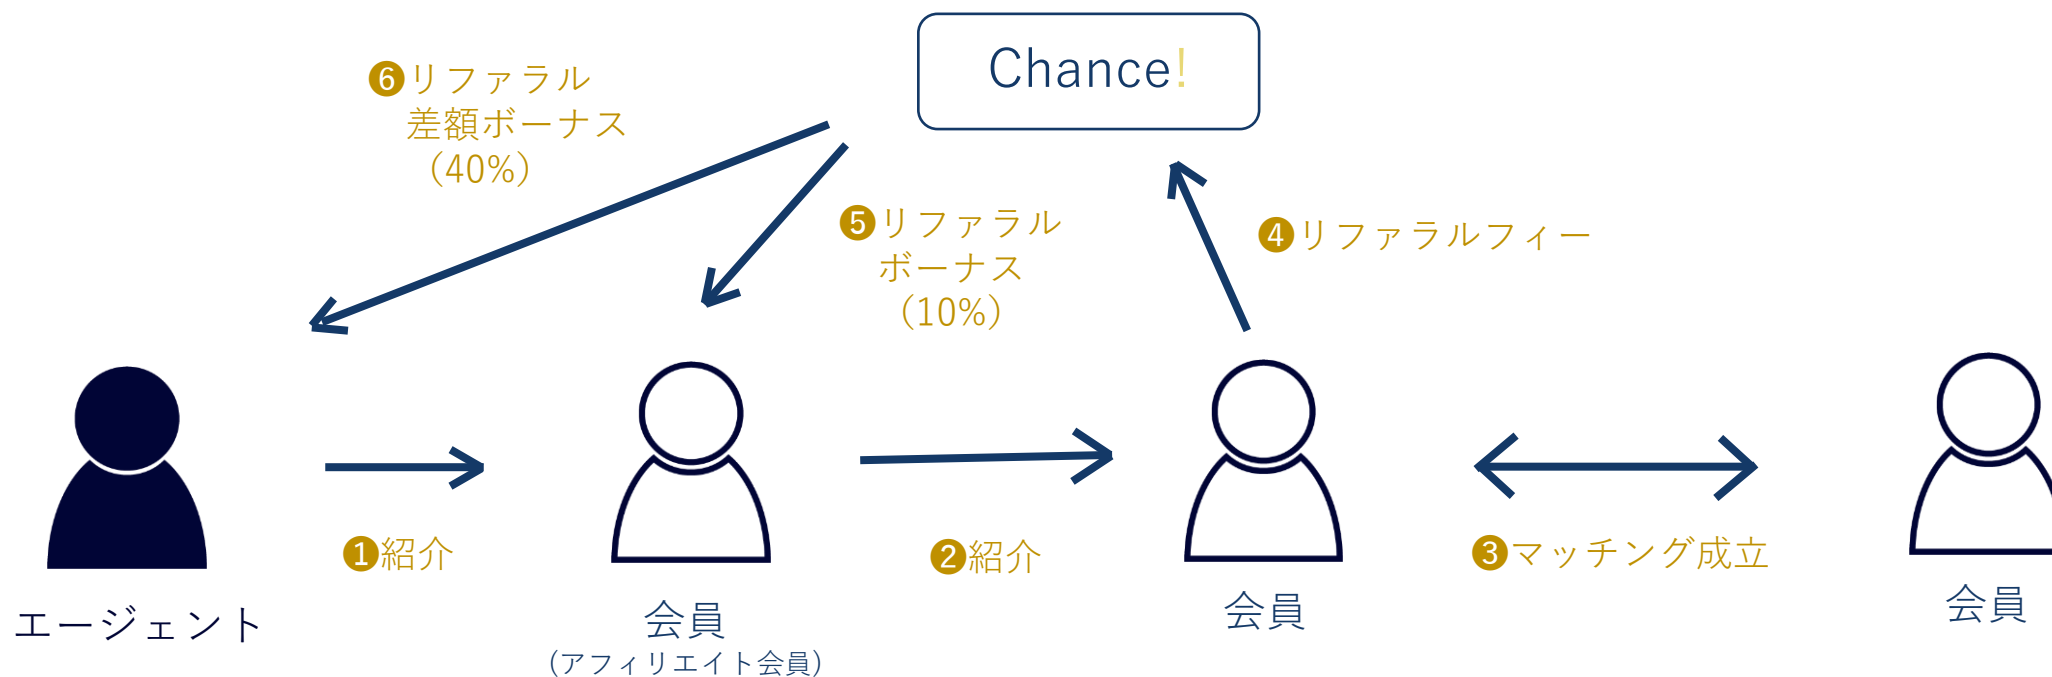 Chance!
❻リファラル
差額ボーナス
（40%）
❺リファラル
ボーナス
（10%）
❹リファラルフィー
❶紹介
❷紹介
❸マッチング成立
エージェント
会員
（アフィリエイト会員）
会員
会員